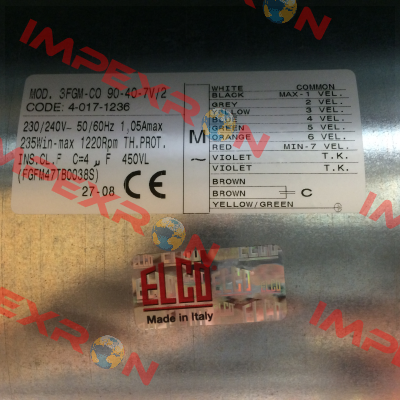 MOD. 3FGM-CO 90-40-7V/2
CODE: 4-017-1236
230/240V- 50/60Hz 1,05Amax
235Win-max 1220Rpm TH.PROT.
INS.CL.F C=4 μF 450VL
(FGFM47TB0038S)
27-08 CE
M
~
WHITE COMMON
BLACK MAX-1 VEL.
GREY 2 VEL.
YELLOW 3 VEL.
BLUE 4 VEL.
GREEN 5 VEL.
ORANGE 6 VEL.
RED MIN-7 VEL.
VIOLET T.K.
VIOLET T.K.
BROWN
BROWN C
YELLOW/GREEN
ELCO
Made in Italy
IMPEXRON
IMPEXRON
IMPEXRON
IMPEXRON